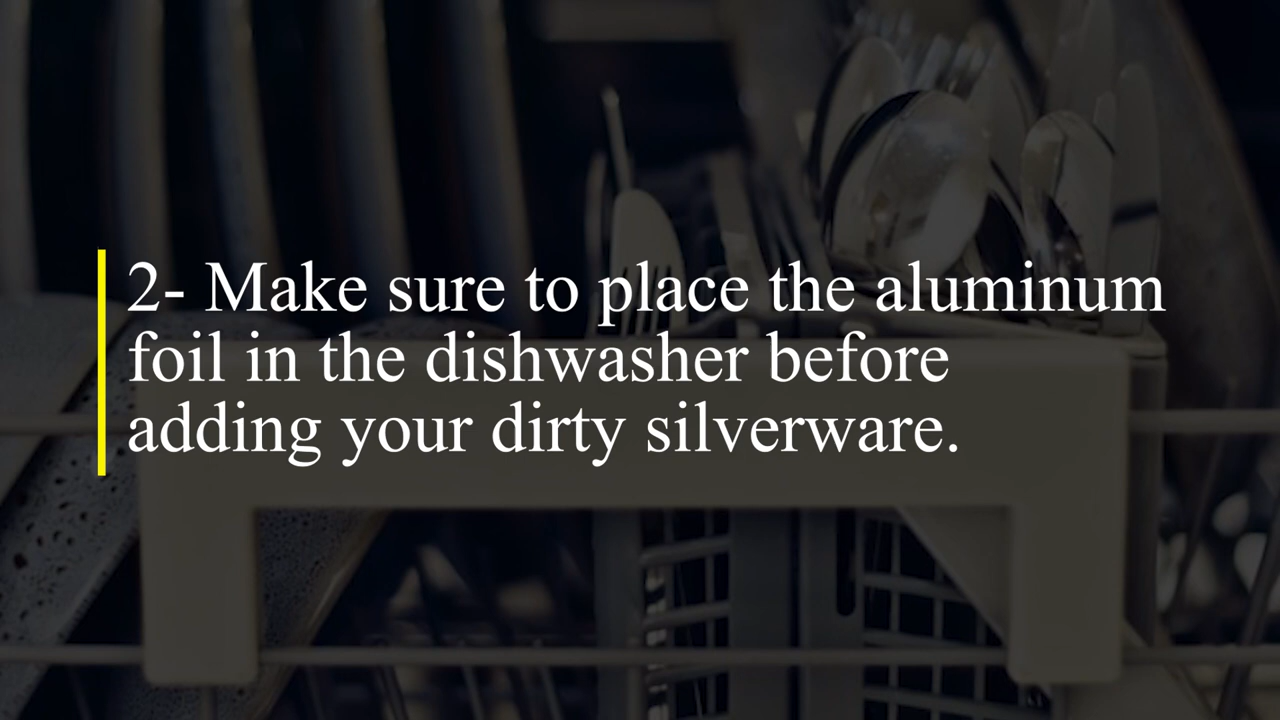 2- Make sure to place the aluminum
foil in the dishwasher before
adding your dirty silverware.